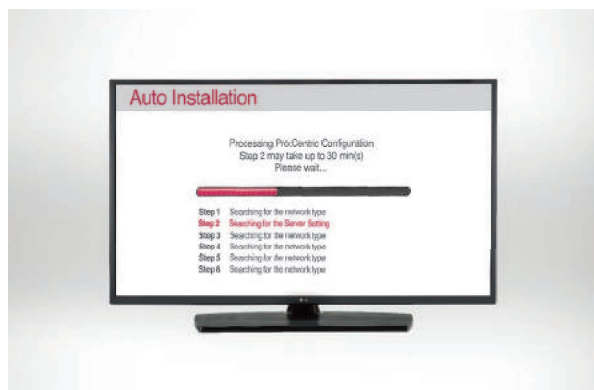 Auto Installation
Processing Pro:Centric Configuration
Step 2 may take up to 30 min(s)
Please wait...
Step 1 Searching for the network type
Step 2 Searching for the Server Setting
Step 3 Searching for the network type
Step 4 Searching for the network type
Step 5 Searching for the network type
Step 6 Searching for the network type